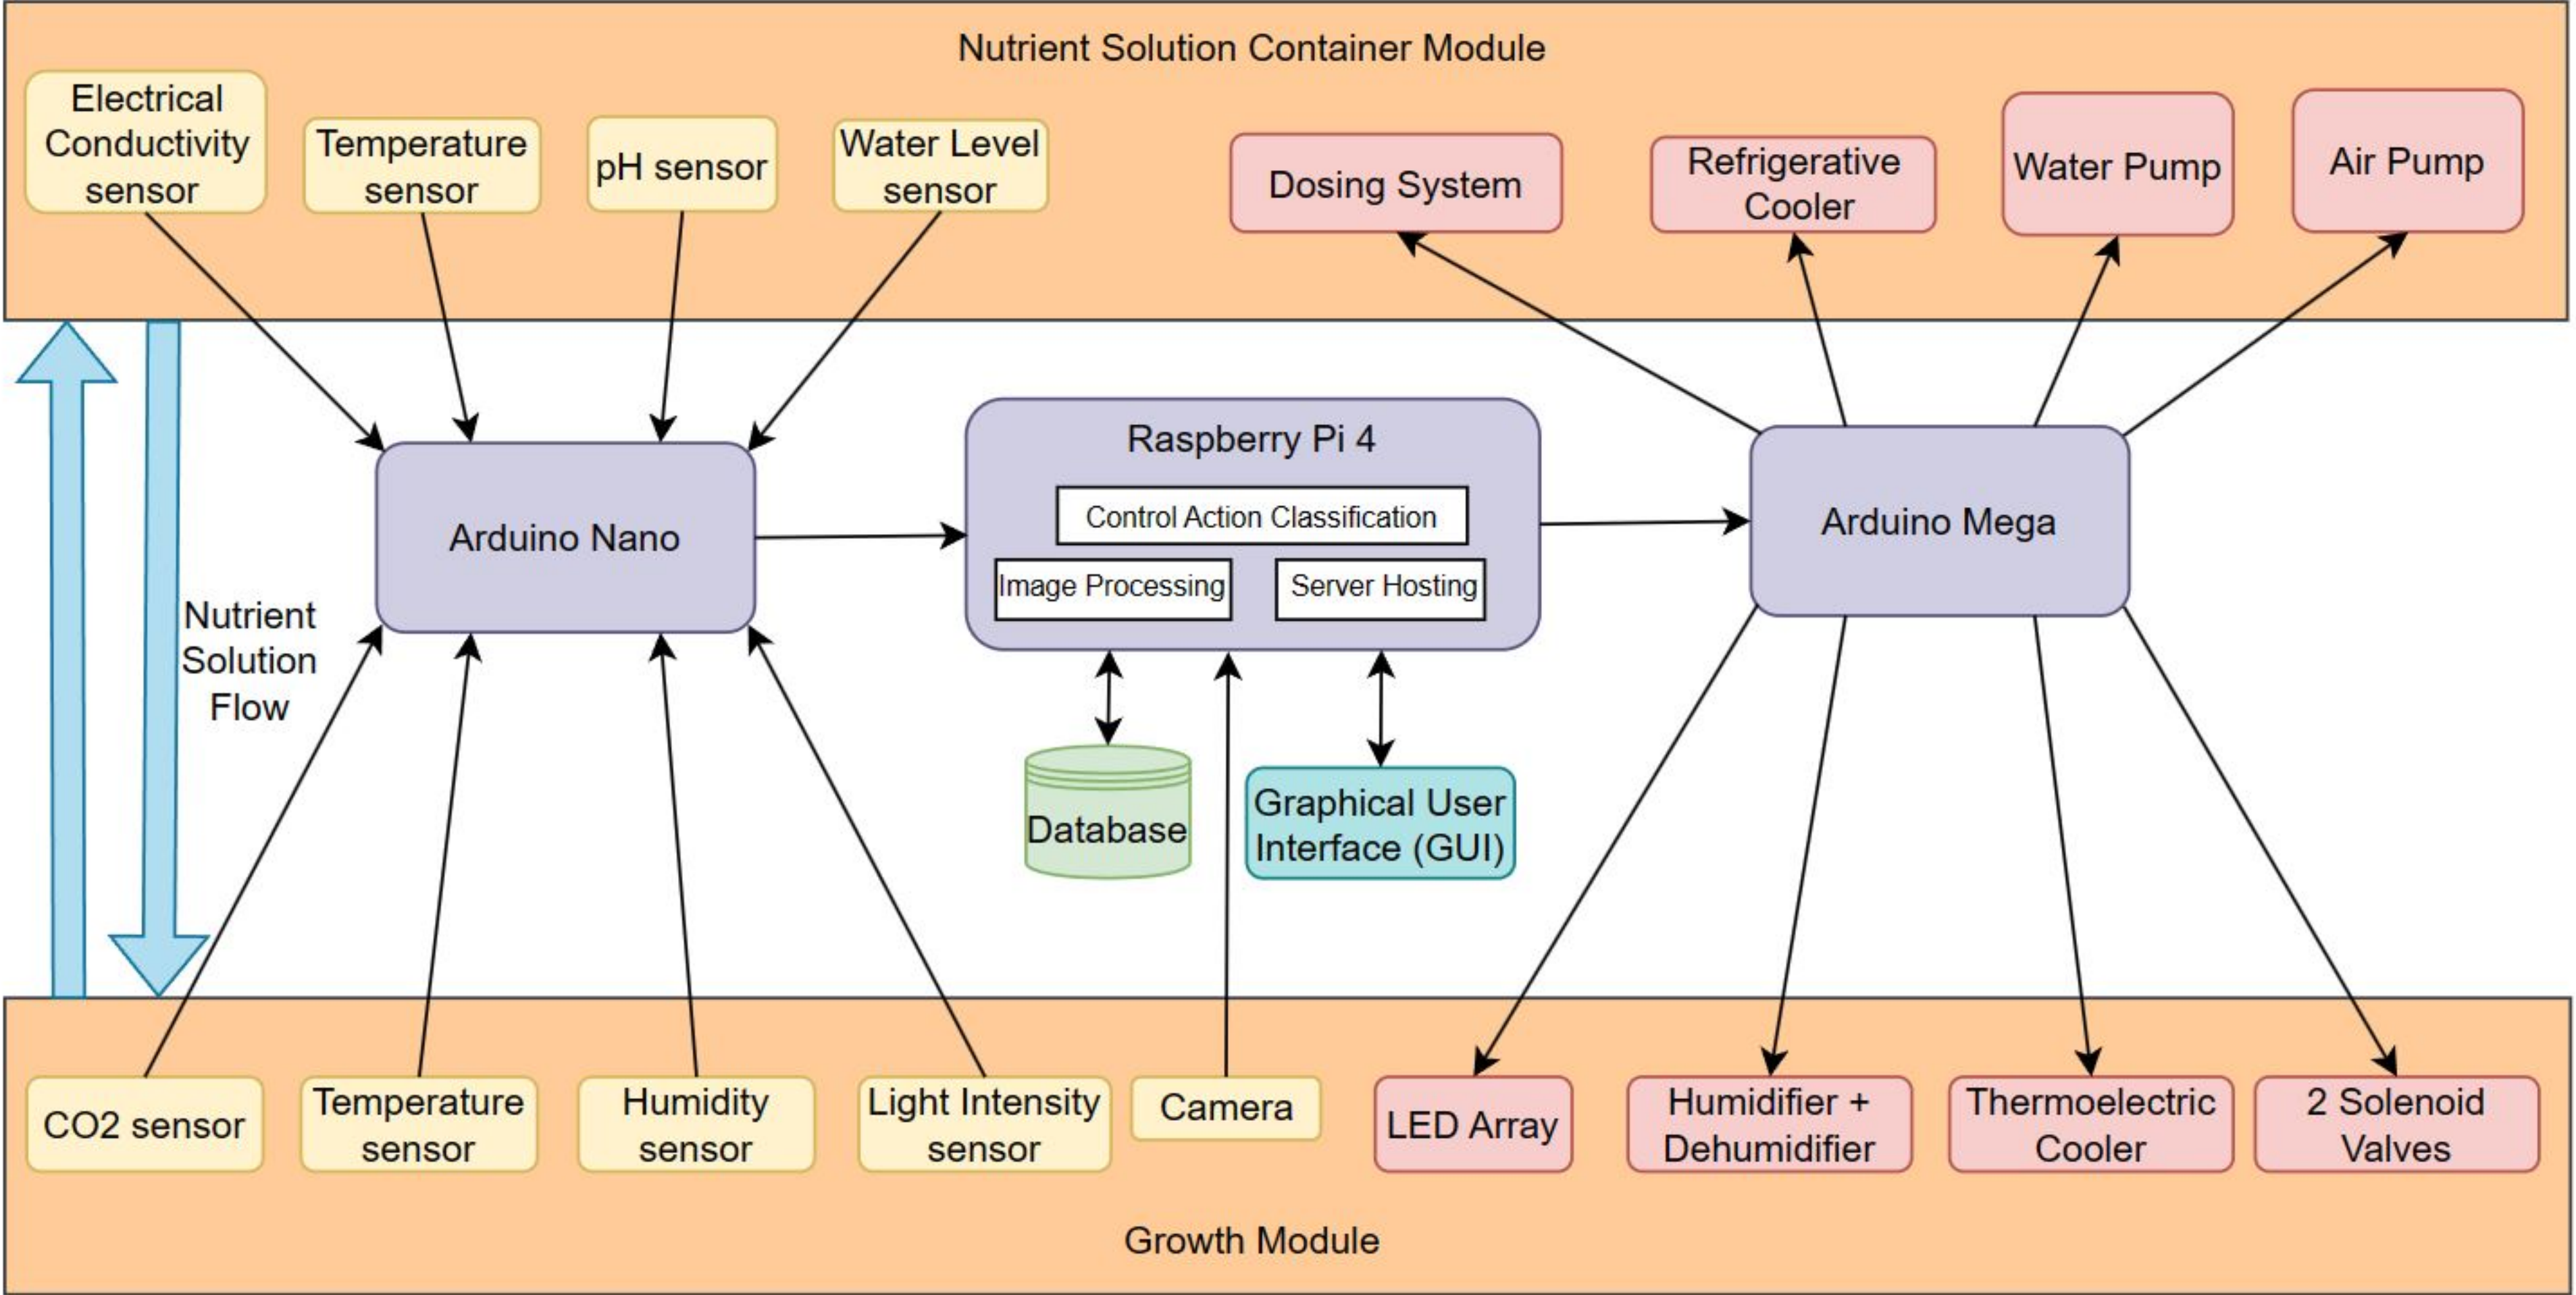 Nutrient Solution Container Module
Electrical
Conductivity
sensor
Temperature
sensor
pH sensor
Water Level
sensor
Dosing System
Refrigerative
Cooler
Water Pump
Air Pump
Nutrient
Solution
Flow
Arduino Nano
Raspberry Pi 4
Control Action Classification
Image Processing
Server Hosting
Arduino Mega
Database
Graphical User
Interface (GUI)
CO2 sensor
Temperature
sensor
Humidity
sensor
Light Intensity
sensor
Camera
LED Array
Humidifier +
Dehumidifier
Thermoelectric
Cooler
2 Solenoid
Valves
Growth Module